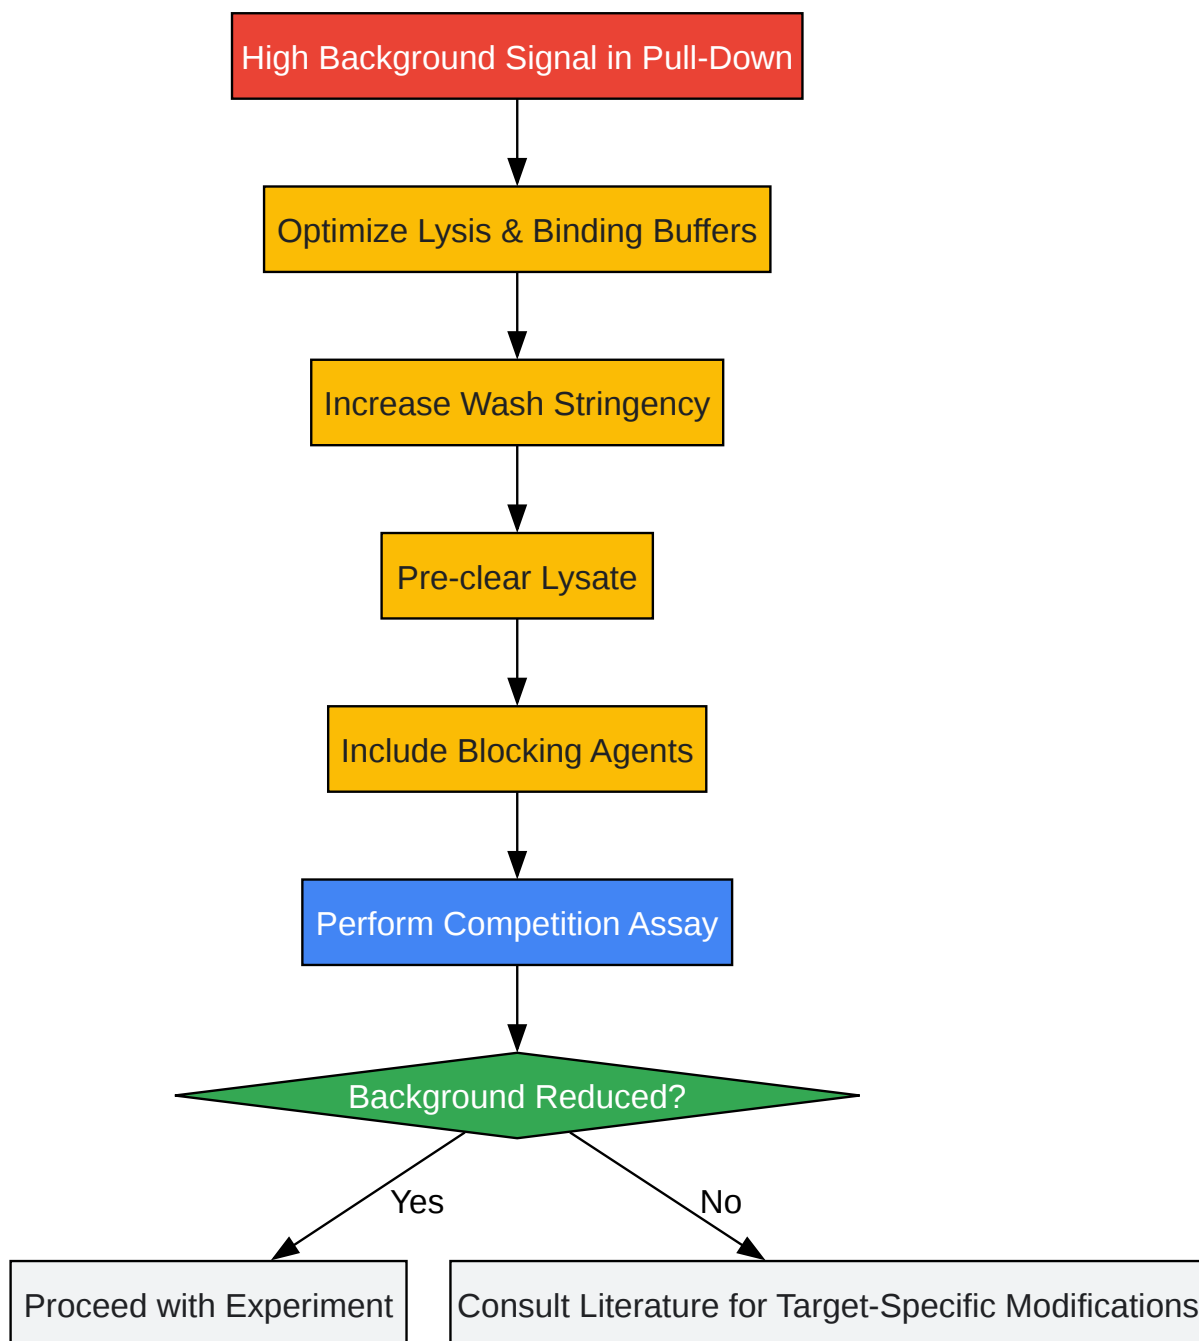 High Background Signal in Pull-Down
Optimize Lysis & Binding Buffers
Increase Wash Stringency
Pre-clear Lysate
Include Blocking Agents
Perform Competition Assay
Background Reduced?
Yes
No
Proceed with Experiment
Consult Literature for Target-Specific Modifications